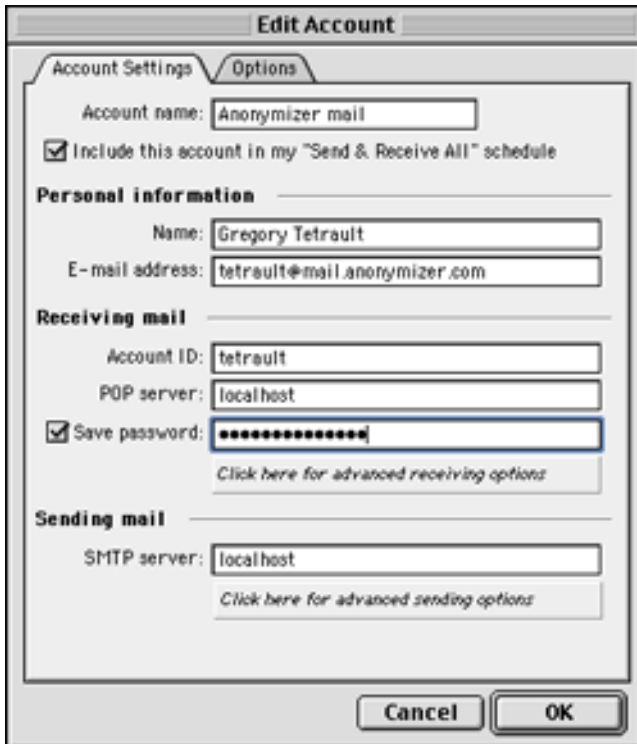 Edit Account
Account Settings Options
Account name: Anonymizer mail
Include this account in my "Send & Receive All" schedule
Personal information
Name: Gregory Tetrault
E-mail address: tetrault@mail.anonymizer.com
Receiving mail
Account ID: tetrault
POP server: localhost
Save password: ••••••••••••••
Click here for advanced receiving options
Sending mail
SMTP server: localhost
Click here for advanced sending options
Cancel OK